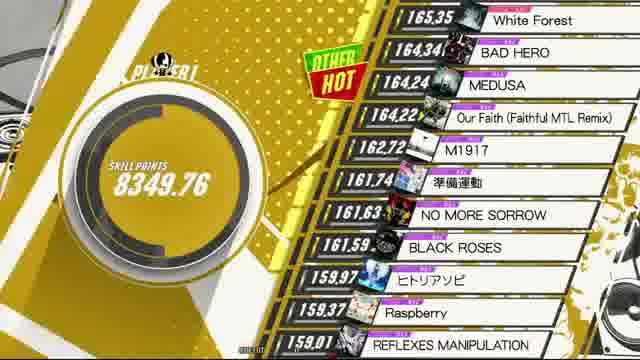 165,35 White Forest
OTHER
HOT
PLAYER1
164,34 BAD HERO
164,24 MEDUSA
164,22 Our Faith (Faithful MTL Remix)
162,72 M1917
SKILL POINTS
8349.76
161,74 準備運動
161,63 NO MORE SORROW
161,59 BLACK ROSES
159,97 ヒトリアソビ
159,37 Raspberry
159,01 REFLEXES MANIPULATION